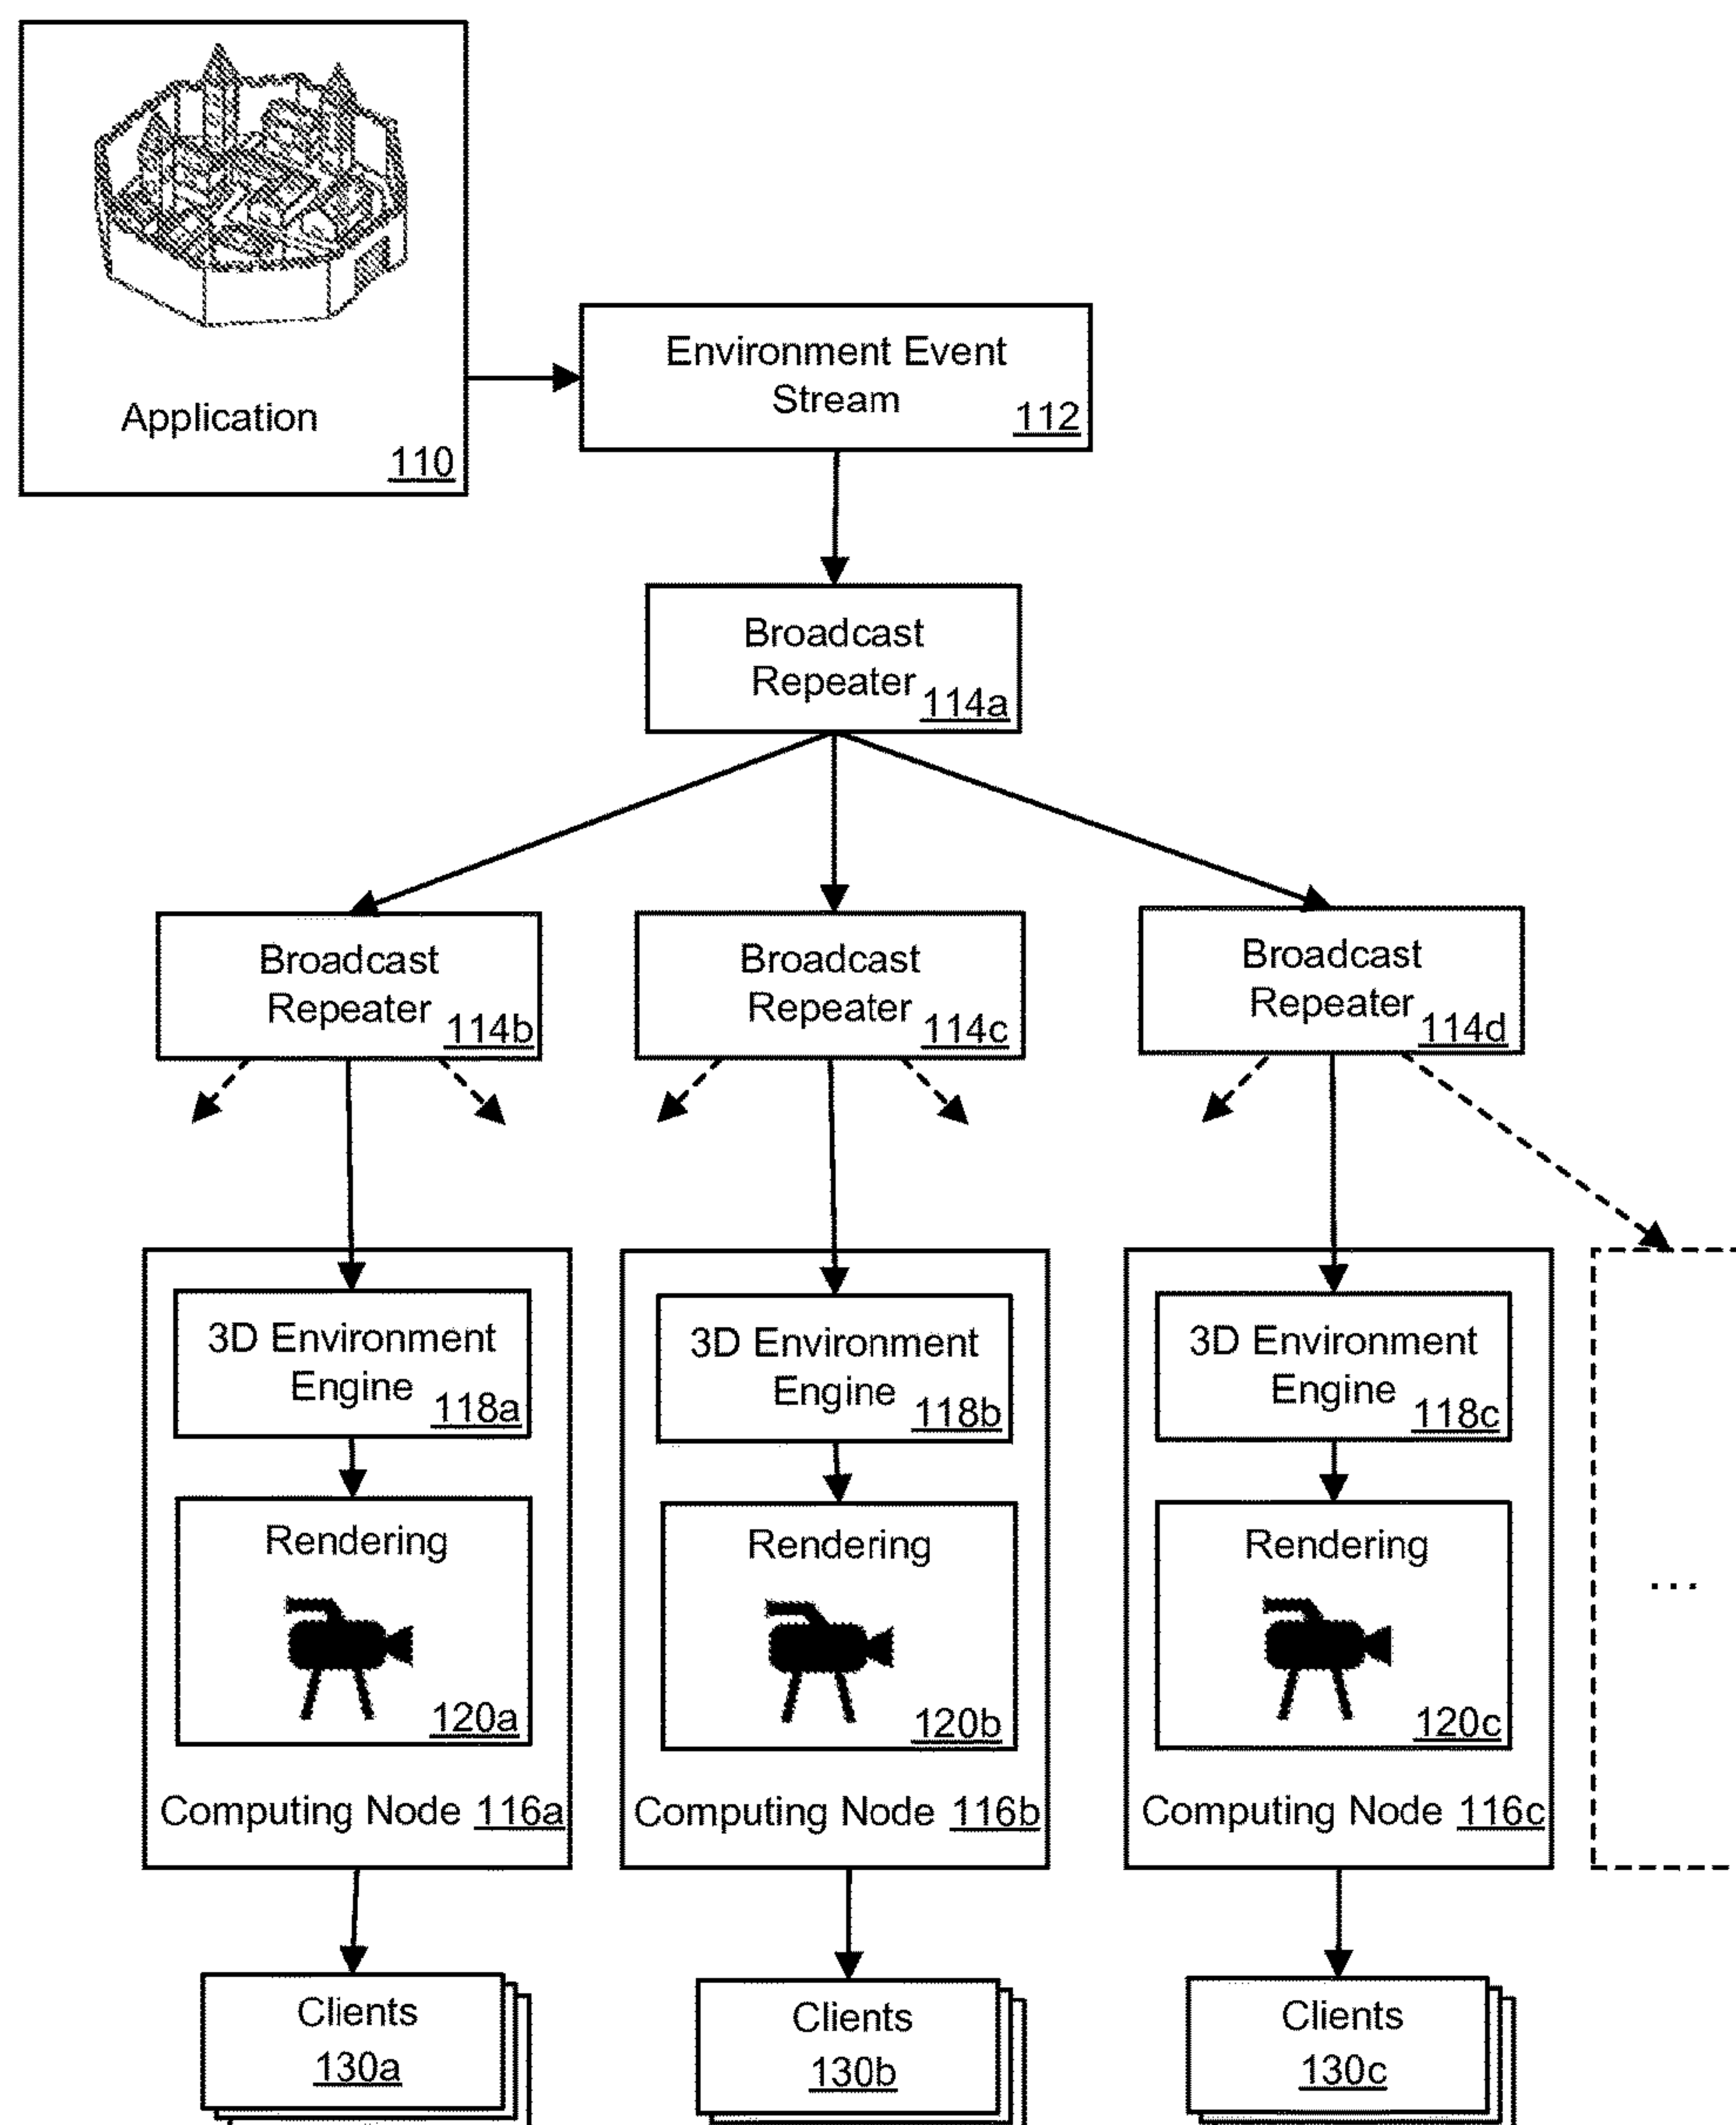 Application
110
Environment Event
Stream
112
Broadcast
Repeater
114a
Broadcast
Repeater
114b
Broadcast
Repeater
114c
Broadcast
Repeater
114d
3D Environment
Engine
118a
3D Environment
Engine
118b
3D Environment
Engine
118c
Rendering
120a
Rendering
120b
Rendering
120c
...
Computing Node 116a
Computing Node 116b
Computing Node 116c
Clients
130a
Clients
130b
Clients
130c